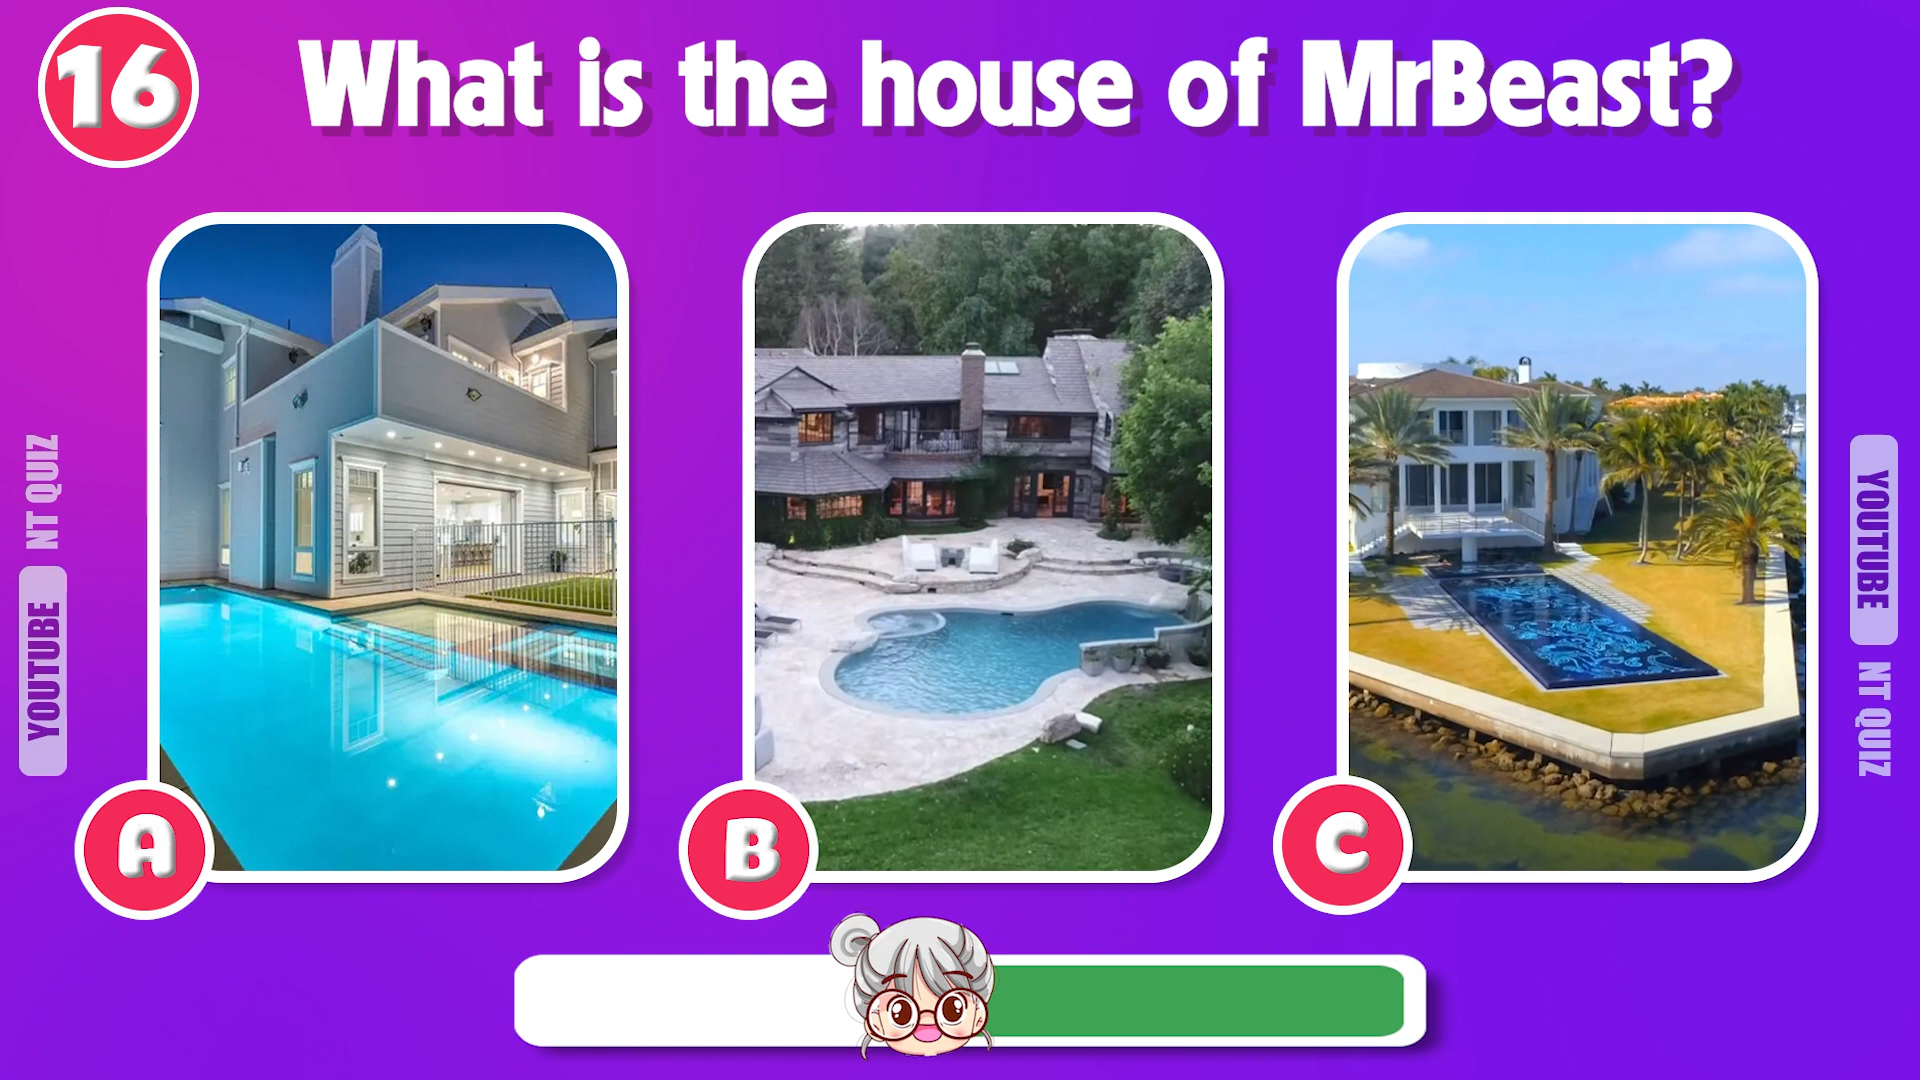 16
What is the house of MrBeast?
NT QUIZ
YOUTUBE
YOUTUBE
NT QUIZ
A
B
C